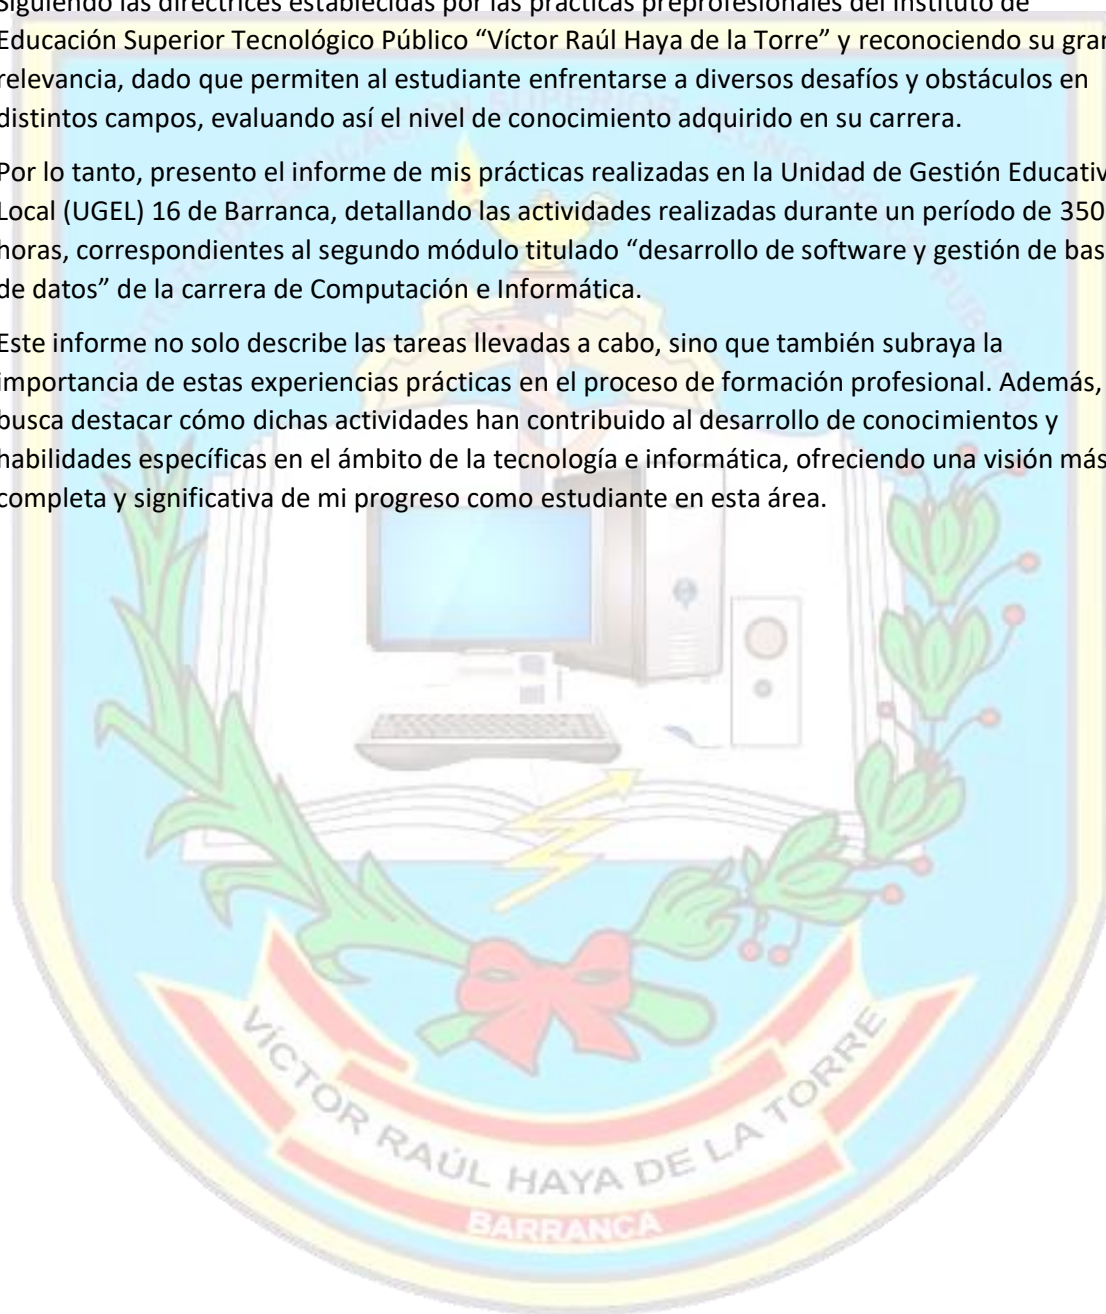 Siguiendo las directrices establecidas por las prácticas preprofesionales del Instituto de
Educación Superior Tecnológico Público “Víctor Raúl Haya de la Torre” y reconociendo su gran
relevancia, dado que permiten al estudiante enfrentarse a diversos desafíos y obstáculos en
distintos campos, evaluando así el nivel de conocimiento adquirido en su carrera.
Por lo tanto, presento el informe de mis prácticas realizadas en la Unidad de Gestión Educativ
Local (UGEL) 16 de Barranca, detallando las actividades realizadas durante un período de 350
horas, correspondientes al segundo módulo titulado “desarrollo de software y gestión de bas
de datos” de la carrera de Computación e Informática.
Este informe no solo describe las tareas llevadas a cabo, sino que también subraya la
importancia de estas experiencias prácticas en el proceso de formación profesional. Además,
busca destacar cómo dichas actividades han contribuido al desarrollo de conocimientos y
habilidades específicas en el ámbito de la tecnología e informática, ofreciendo una visión más
completa y significativa de mi progreso como estudiante en esta área.
VÍCTOR RAÚL HAYA DE LA TORRE
BARRANCA